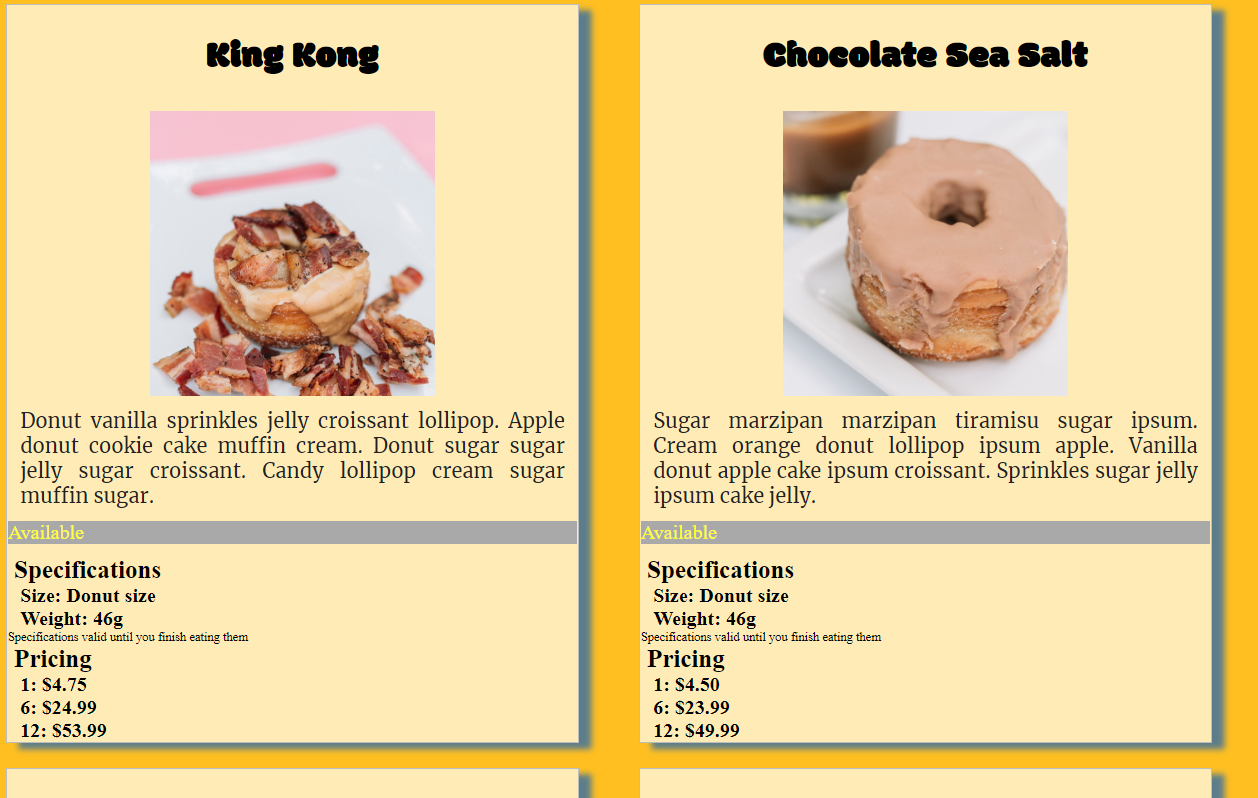 King Kong
Donut vanilla sprinkles jelly croissant lollipop. Apple
donut cookie cake muffin cream. Donut sugar sugar
jelly sugar croissant. Candy lollipop cream sugar
muffin sugar.
Available
Specifications
Size: Donut size
Weight: 46g
Specifications valid until you finish eating them
Pricing
1: $4.75
6: $24.99
12: $53.99
Chocolate Sea Salt
Sugar marzipan marzipan tiramisu sugar ipsum.
Cream orange donut lollipop ipsum apple. Vanilla
donut apple cake ipsum croissant. Sprinkles sugar jelly
ipsum cake jelly.
Available
Specifications
Size: Donut size
Weight: 46g
Specifications valid until you finish eating them
Pricing
1: $4.50
6: $23.99
12: $49.99